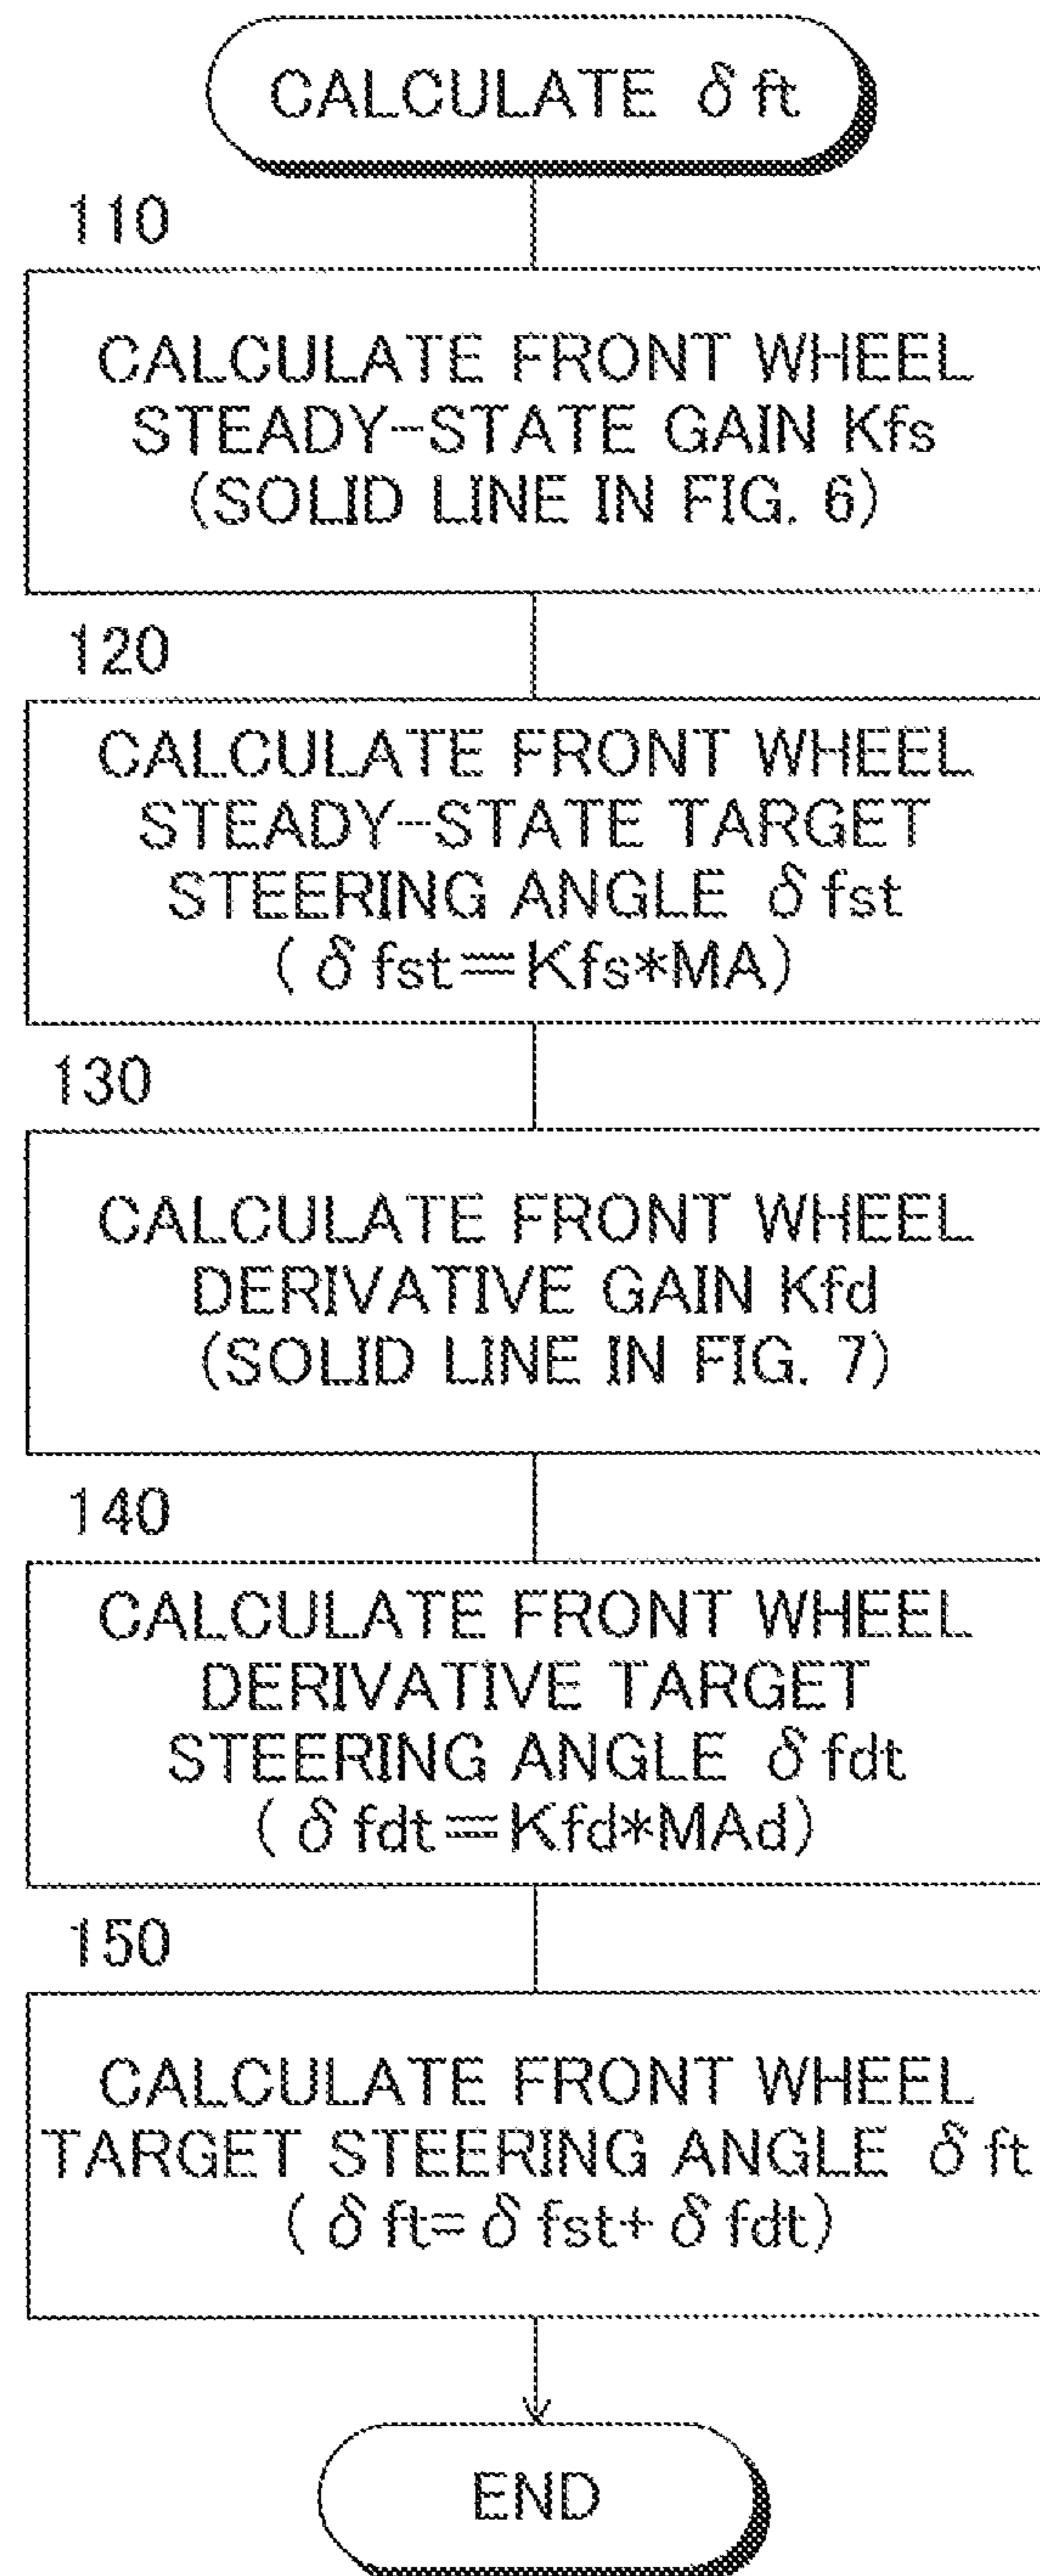 CALCULATE δft
110
CALCULATE FRONT WHEEL
STEADY-STATE GAIN Kfs
(SOLID LINE IN FIG. 6)
120
CALCULATE FRONT WHEEL
STEADY-STATE TARGET
STEERING ANGLE δfst
(δfst=Kfs*MA)
130
CALCULATE FRONT WHEEL
DERIVATIVE GAIN Kfd
(SOLID LINE IN FIG. 7)
140
CALCULATE FRONT WHEEL
DERIVATIVE TARGET
STEERING ANGLE δfdt
(δfdt=Kfd*MAd)
150
CALCULATE FRONT WHEEL
TARGET STEERING ANGLE δft
(δft=δfst+δfdt)
END